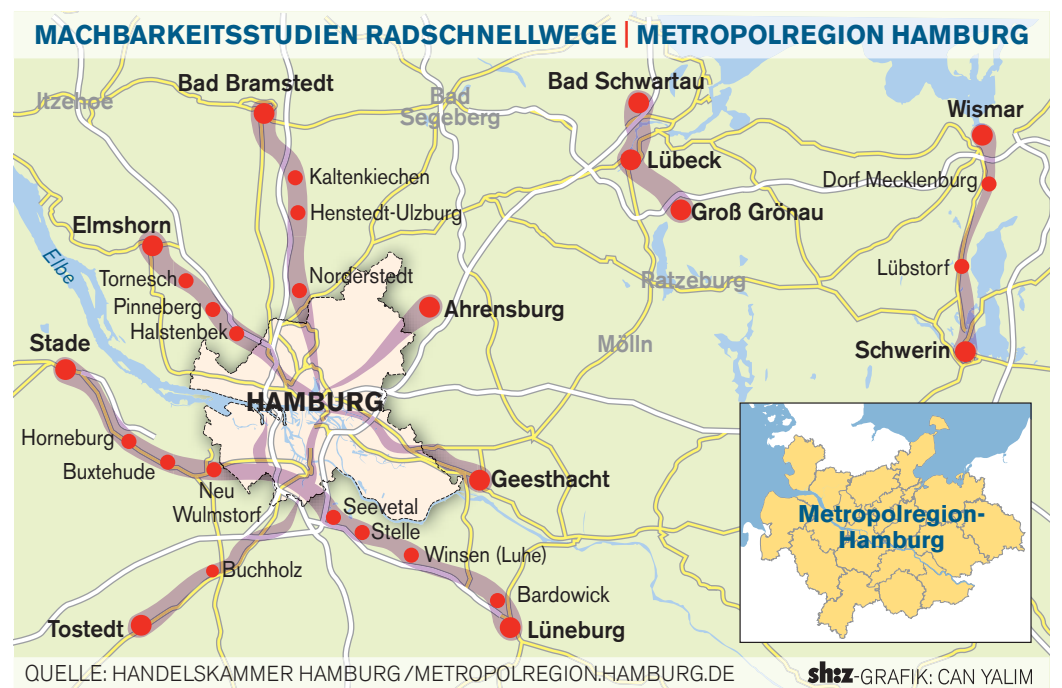 MACHBARKEITSSTUDIEN RADSCHNELLWEGE | METROPOLREGION HAMBURG
Bad Bramstedt
Bad Schwartau
Itzehoe
Bad
Segeberg
Wismar
Lübeck
Kaltenkirchen
Dorf Mecklenburg
Henstedt-Ulzburg
Groß Grönau
Elmshorn
Elbe
Tornesch
Norderstedt
Lübstorf
Ratzeburg
Pinneberg
Ahrensburg
Halstenbek
Stade
Mölln
Schwerin
HAMBURG
Horneburg
Buxtehude
Geesthacht
Neu
Wulmstorf
Seevetal
Stelle
Metropolregion-
Hamburg
Winsen (Luhe)
Buchholz
Bardowick
Tostedt
Lüneburg
QUELLE: HANDELSKAMMER HAMBURG/METROPOLREGION.HAMBURG.DE
sh:z-GRAFIK: CAN YALIM